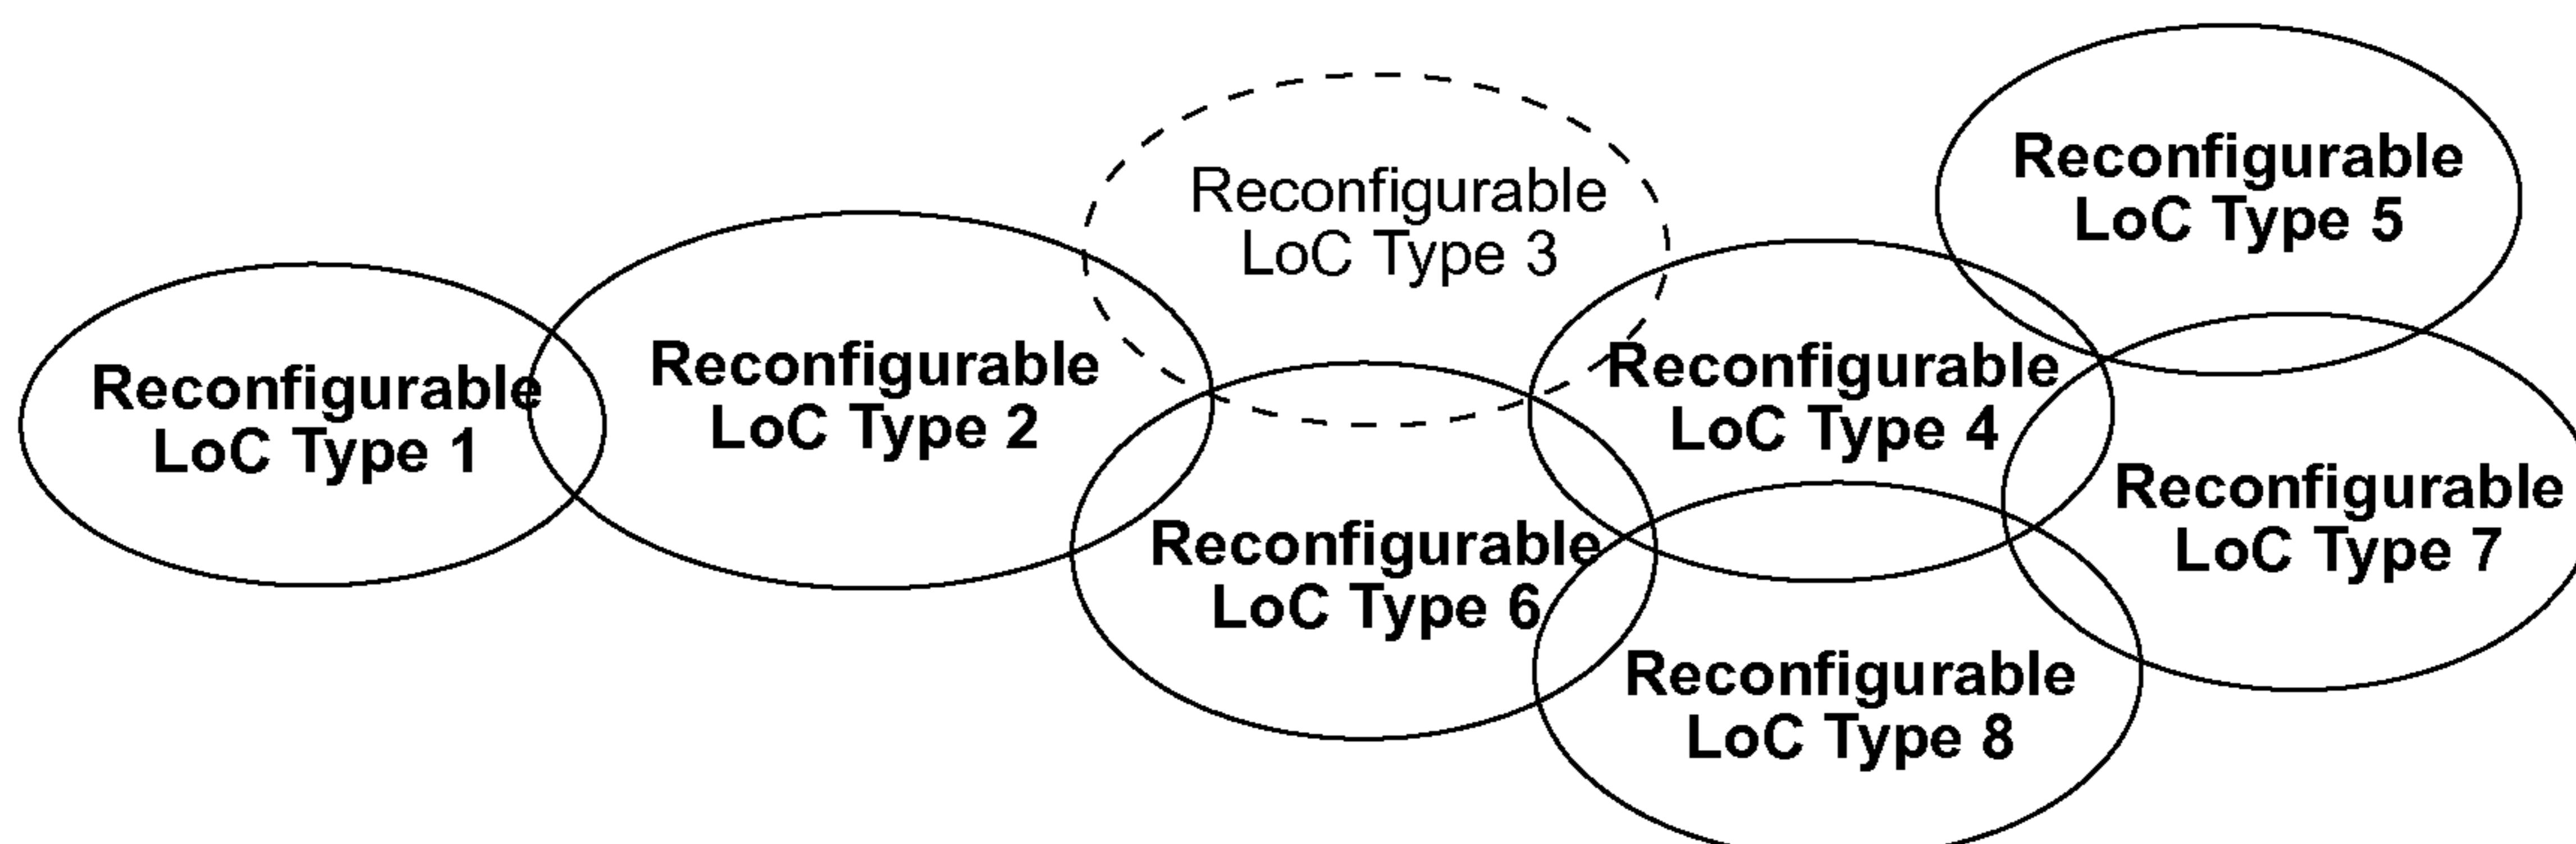 Reconfigurable
LoC Type 1
Reconfigurable
LoC Type 2
Reconfigurable
LoC Type 3
Reconfigurable
LoC Type 4
Reconfigurable
LoC Type 5
Reconfigurable
LoC Type 6
Reconfigurable
LoC Type 7
Reconfigurable
LoC Type 8